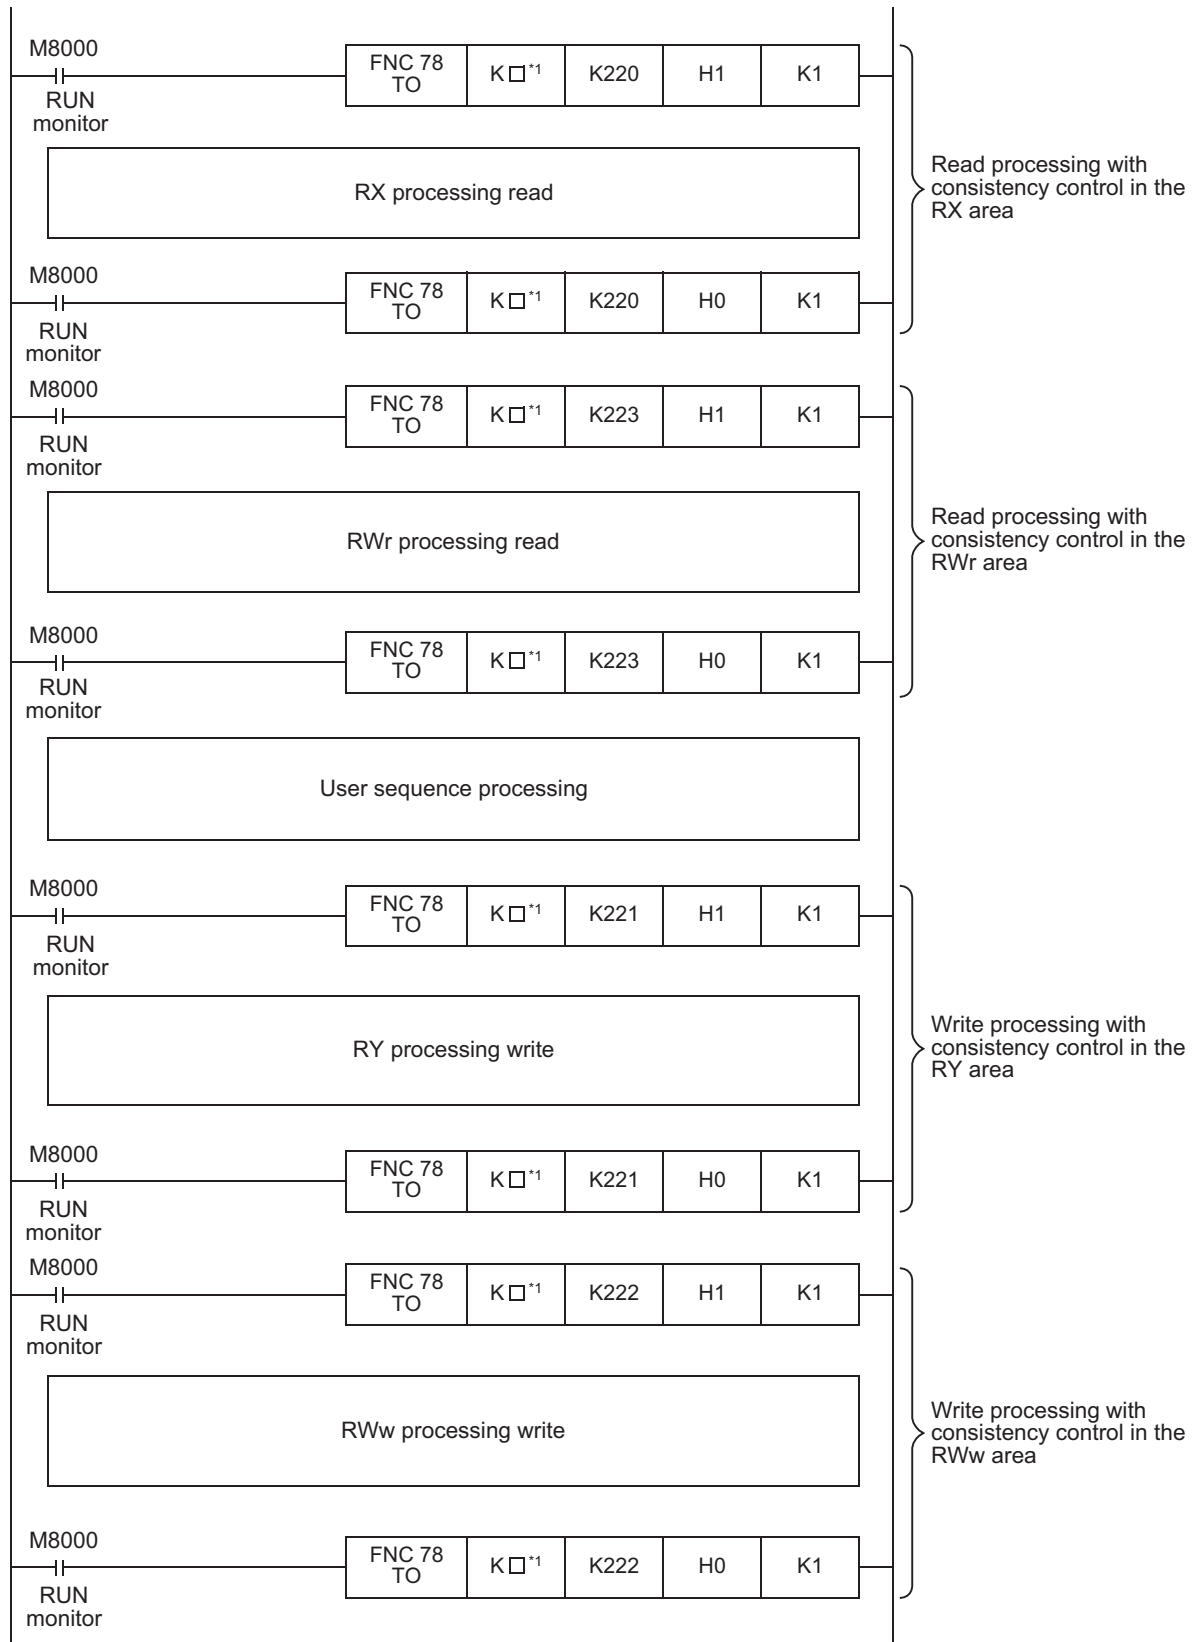 M8000
FNC 78
TO
K□*1
K220
H1
K1
RUN
monitor
RX processing read
Read processing with
consistency control in the
RX area
M8000
FNC 78
TO
K□*1
K220
H0
K1
RUN
monitor
M8000
FNC 78
TO
K□*1
K223
H1
K1
RUN
monitor
RWr processing read
Read processing with
consistency control in the
RWr area
M8000
FNC 78
TO
K□*1
K223
H0
K1
RUN
monitor
User sequence processing
M8000
FNC 78
TO
K□*1
K221
H1
K1
RUN
monitor
RY processing write
Write processing with
consistency control in the
RY area
M8000
FNC 78
TO
K□*1
K221
H0
K1
RUN
monitor
M8000
FNC 78
TO
K□*1
K222
H1
K1
RUN
monitor
RWw processing write
Write processing with
consistency control in the
RWw area
M8000
FNC 78
TO
K□*1
K222
H0
K1
RUN
monitor